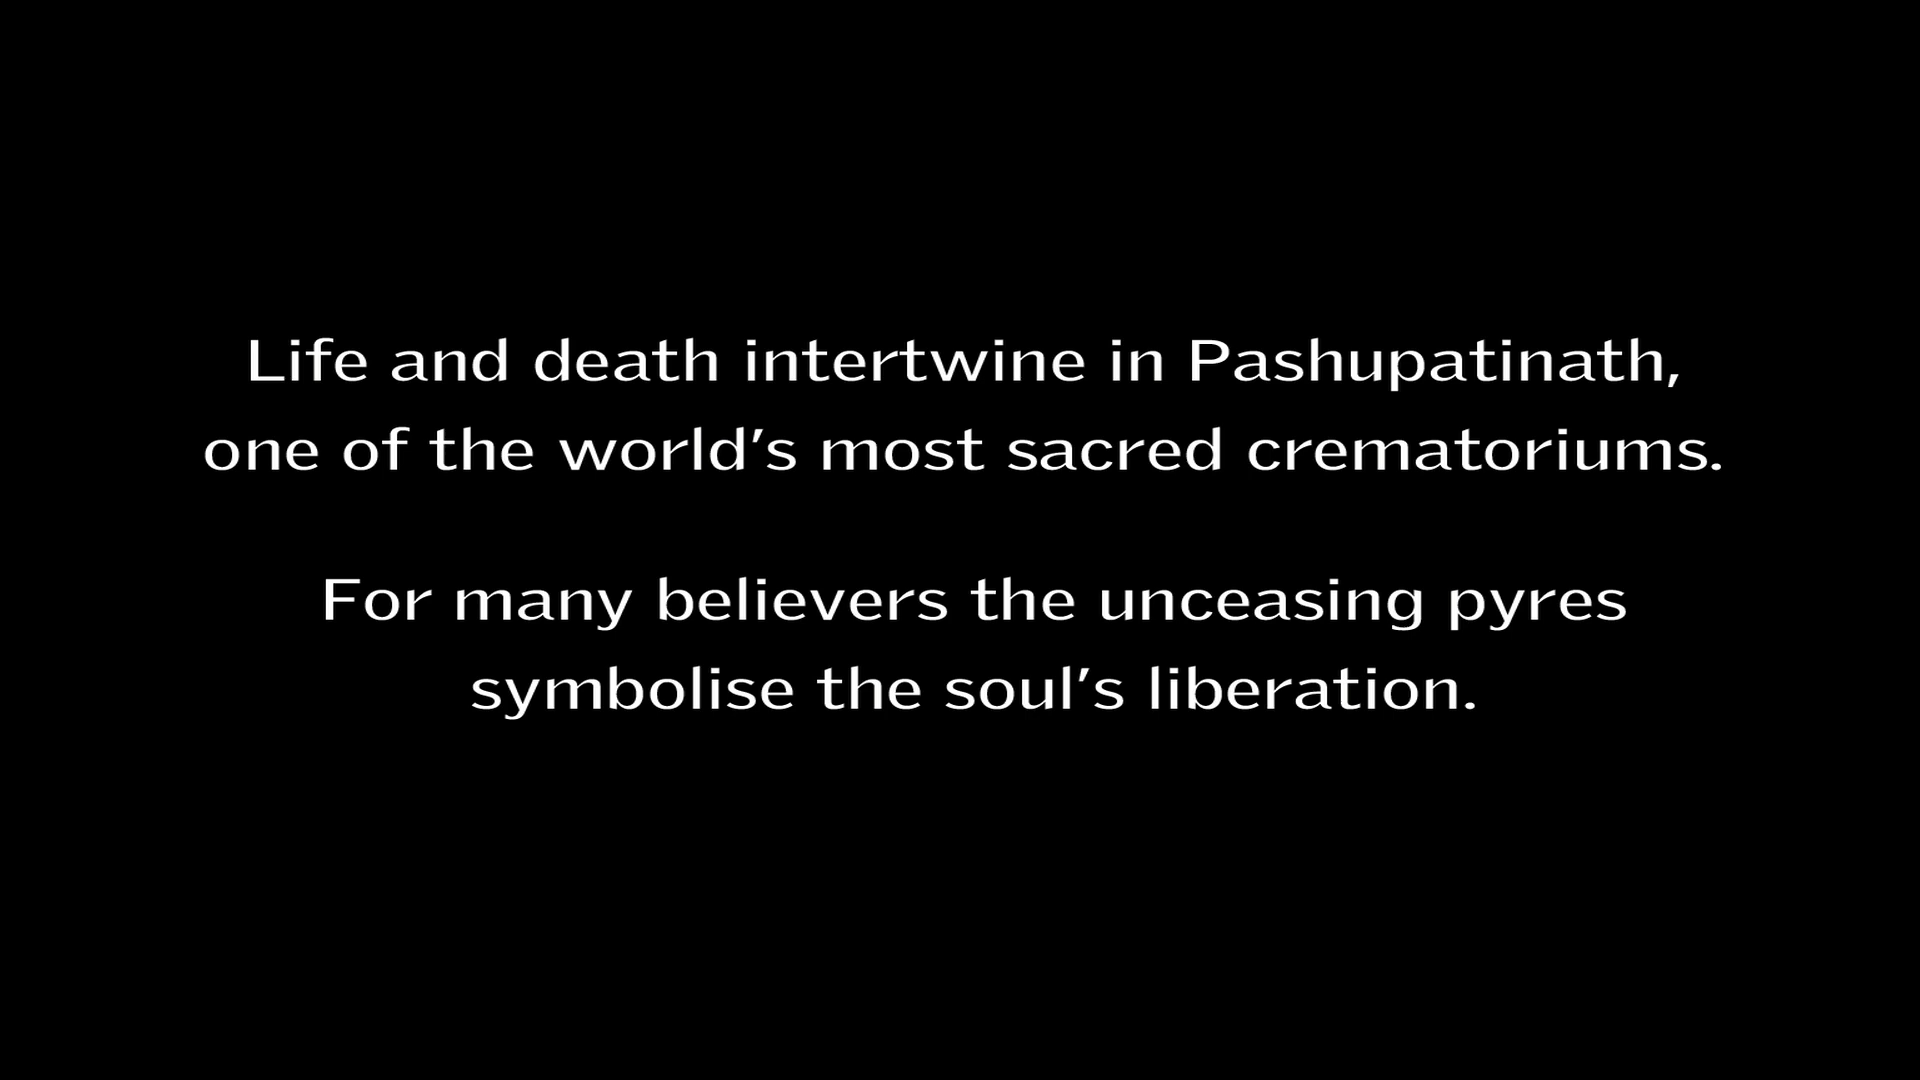 Life and death intertwine in Pashupatinath,
one of the world's most sacred crematoriums.
For many believers the unceasing pyres
symbolise the soul's liberation.